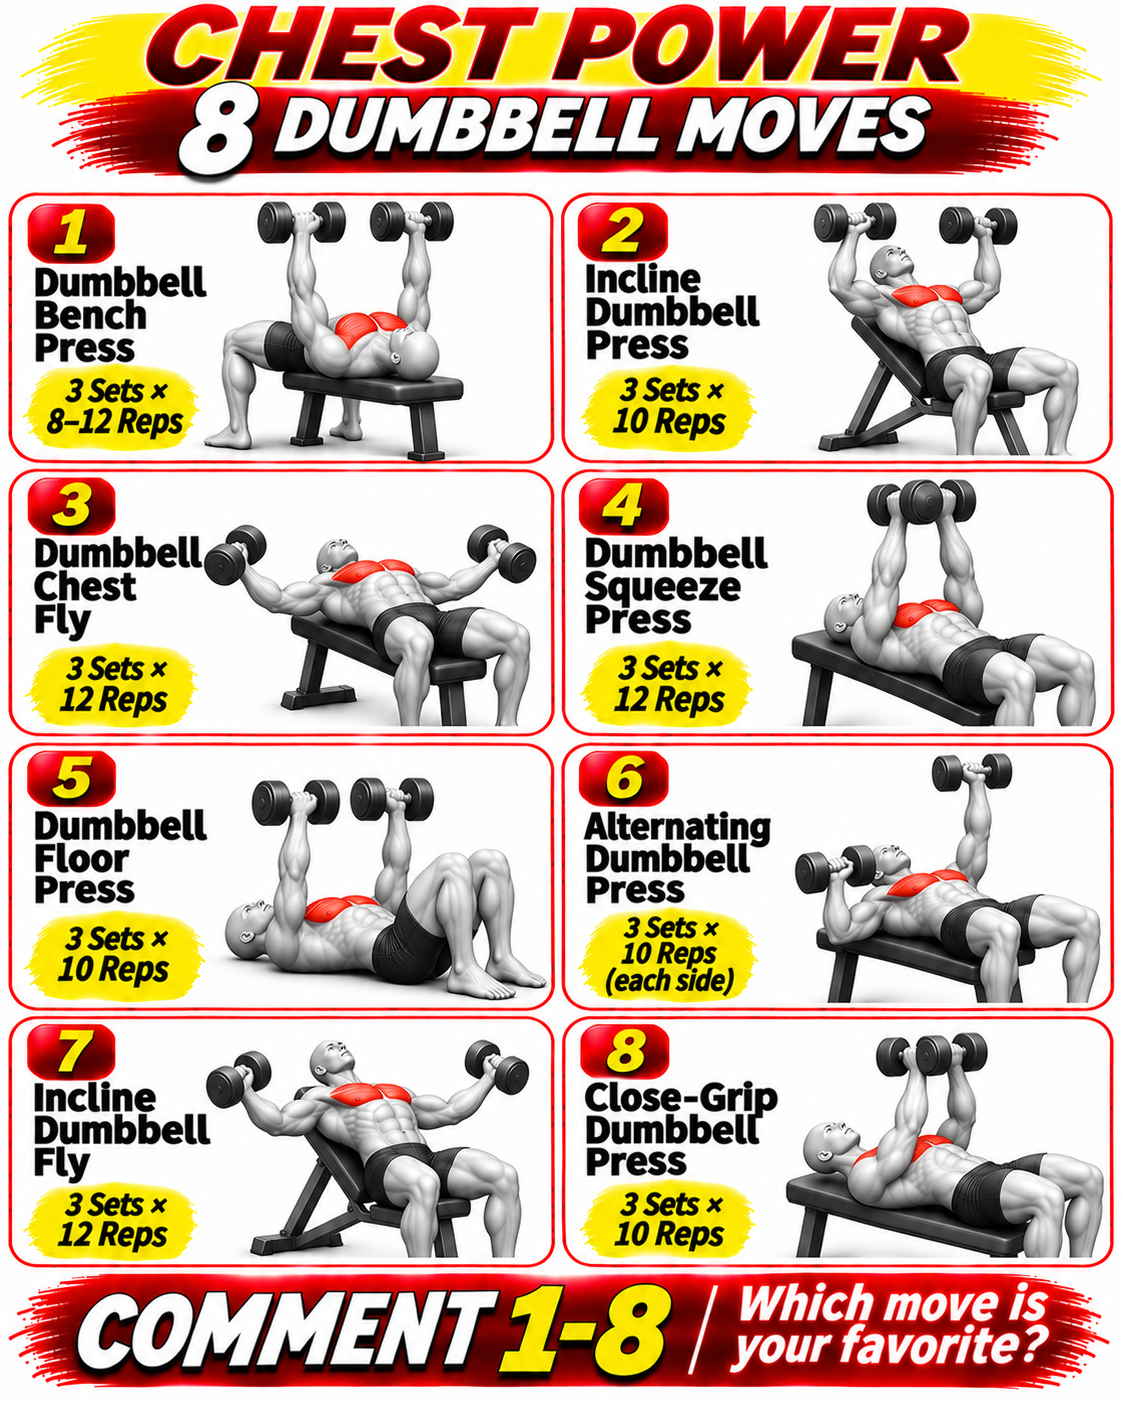 CHEST POWER
8 DUMBBELL MOVES
1
Dumbbell
Bench
Press
3 Sets ×
8–12 Reps
2
Incline
Dumbbell
Press
3 Sets ×
10 Reps
3
Dumbbell
Chest
Fly
3 Sets ×
12 Reps
4
Dumbbell
Squeeze
Press
3 Sets ×
12 Reps
5
Dumbbell
Floor
Press
3 Sets ×
10 Reps
6
Alternating
Dumbbell
Press
3 Sets ×
10 Reps
(each side)
7
Incline
Dumbbell
Fly
3 Sets ×
12 Reps
8
Close-Grip
Dumbbell
Press
3 Sets ×
10 Reps
COMMENT 1-8
Which move is
your favorite?